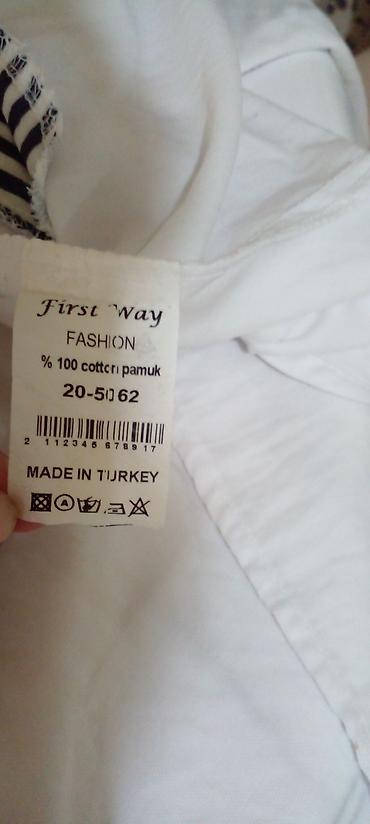 First Way
FASHION
% 100 cotton pamuk
20-5062
2 112345 678917
MADE IN TURKEY
A